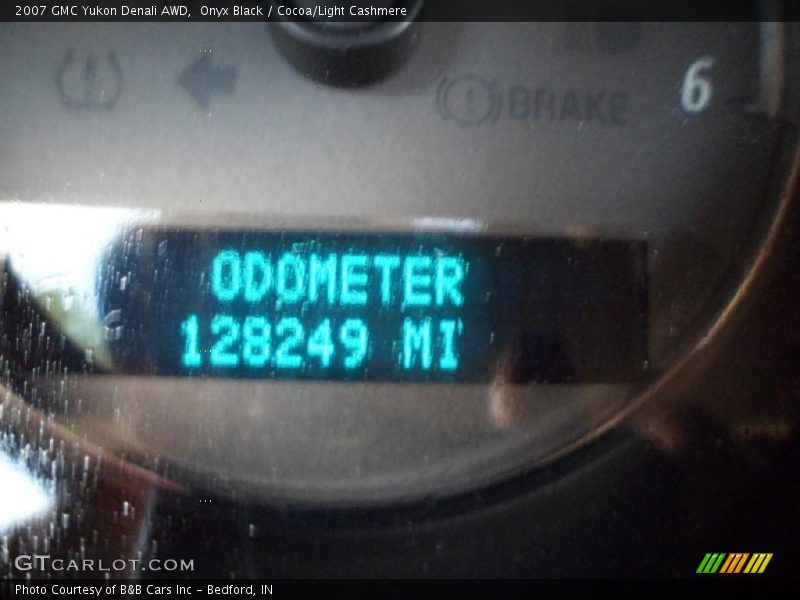 2007 GMC Yukon Denali AWD, Onyx Black / Cocoa/Light Cashmere
BRAKE
6
ODOMETER
128249 MI
GTCARLOT.COM
Photo Courtesy of B&B Cars Inc - Bedford, IN